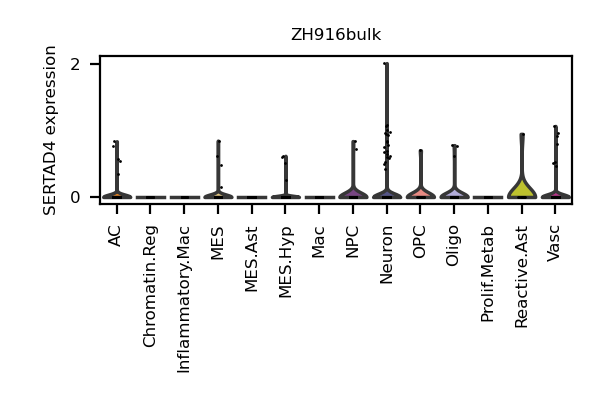 ZH916bulk
SERTAD4 expression
2
0
AC
Chromatin.Reg
Inflammatory.Mac
MES
MES.Ast
MES.Hyp
Mac
NPC
Neuron
OPC
Oligo
Prolif.Metab
Reactive.Ast
Vasc